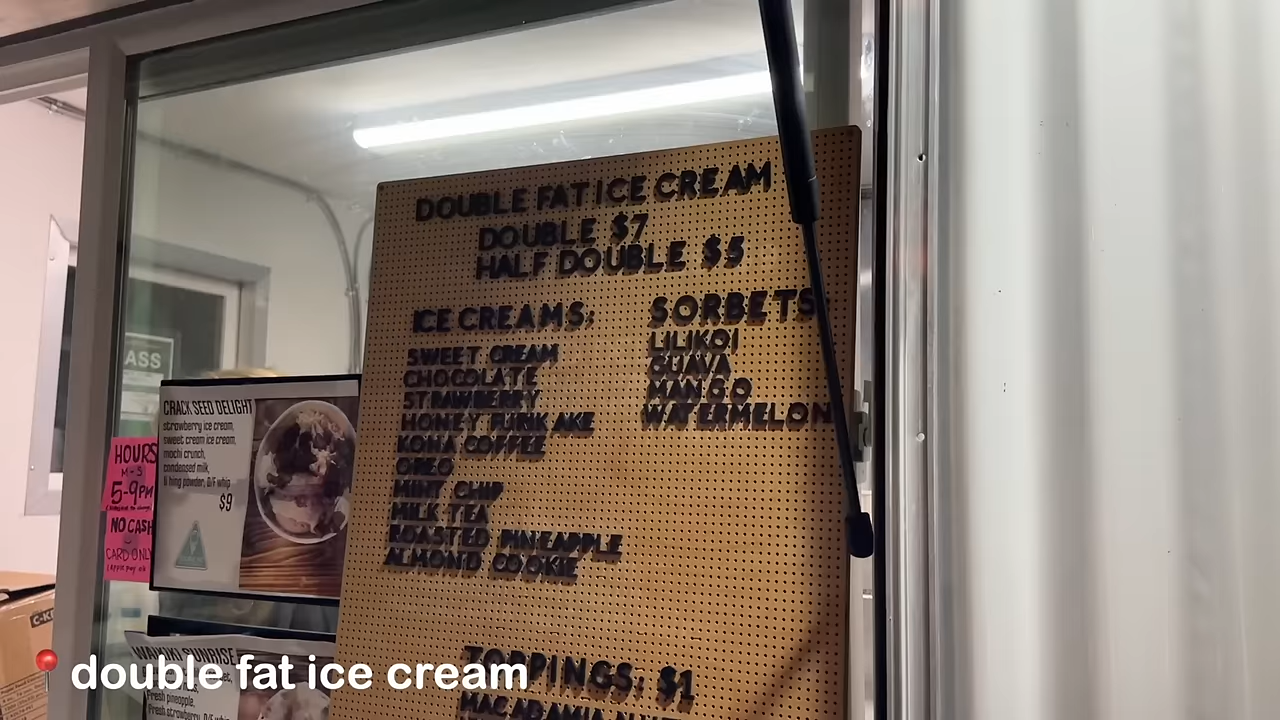 DOUBLE FAT ICE CREAM
DOUBLE $7
HALF DOUBLE $5
ICE CREAMS:
SWEET CREAM
CHOCOLATE
STRAWBERRY
HONEY FURIKAKE
KONA COFFEE
OREO
MINT CHIP
MILK TEA
ROASTED PINEAPPLE
ALMOND COOKIE
SORBETS:
LILIKOI
GUAVA
MANGO
WATERMELON
TOPPINGS: $1
MACADAMIA
ASS
CRACK SEED DELIGHT
strawberry ice cream,
sweet cream ice cream,
mochi crunch,
condensed milk,
li hing powder, D/F whip
$9
HOURS
M-S
5-9PM
NO CASH
CARD ONLY
WAIKIKI SUNRISE
Fresh pineapple,
Fresh strawberry, D/F whip
double fat ice cream